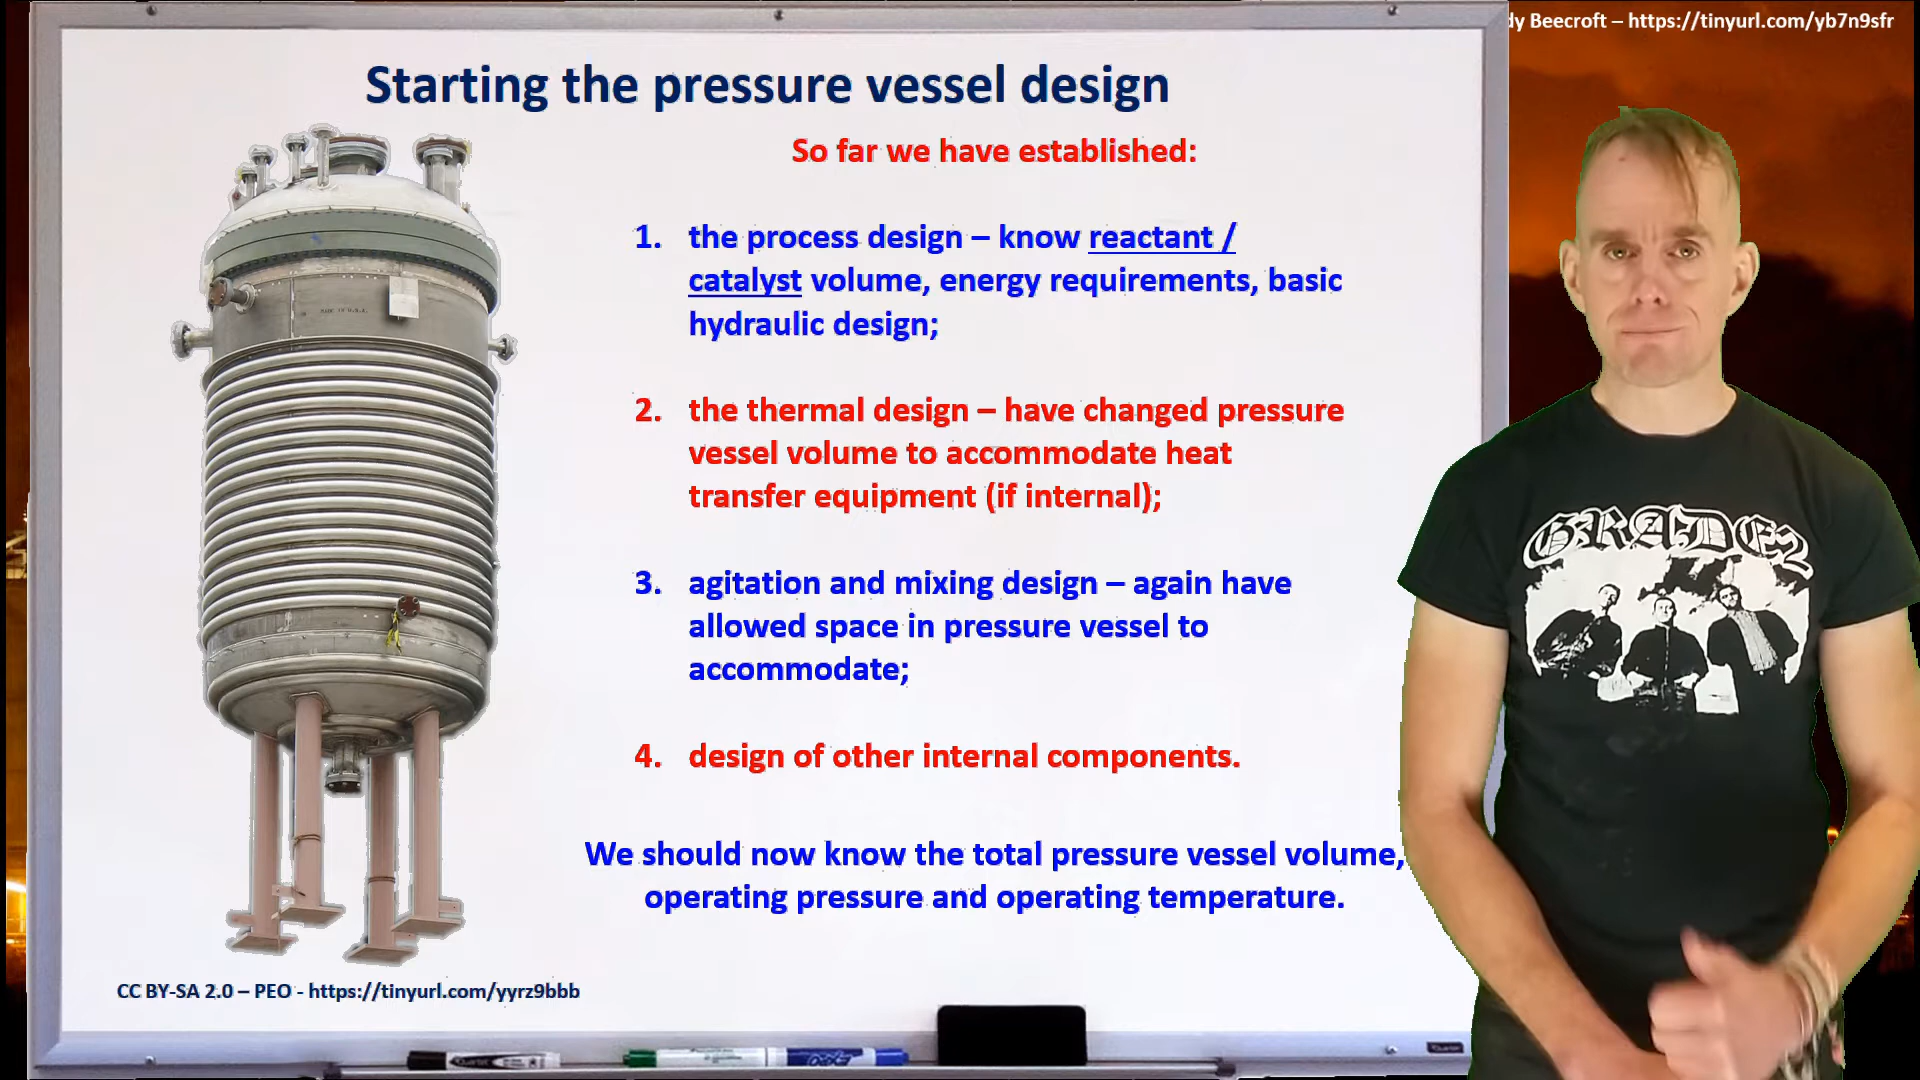 dy Beecroft – https://tinyurl.com/yb7n9sfr
Starting the pressure vessel design
So far we have established:
1. the process design – know reactant /
catalyst volume, energy requirements, basic
hydraulic design;
2. the thermal design – have changed pressure
vessel volume to accommodate heat
transfer equipment (if internal);
3. agitation and mixing design – again have
allowed space in pressure vessel to
accommodate;
4. design of other internal components.
We should now know the total pressure vessel volume,
operating pressure and operating temperature.
CC BY-SA 2.0 – PEO - https://tinyurl.com/yyrz9bbb
MADE IN U.S.A.
GRADE2